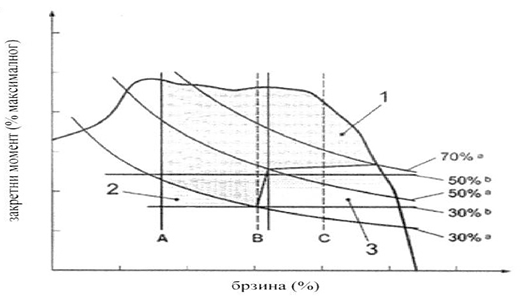 закретни момент (% максималног)
1
70% a
50% b
50% a
2
30% b
A
B
C
3
30% a
брзина (%)